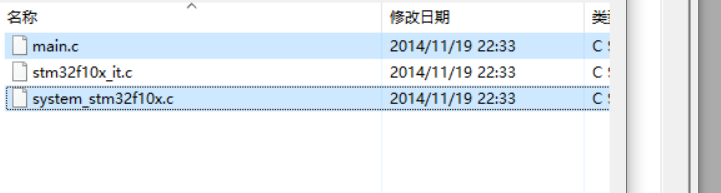 名称 修改日期 类
main.c 2014/11/19 22:33 C
stm32f10x_it.c 2014/11/19 22:33 C
system_stm32f10x.c 2014/11/19 22:33 C